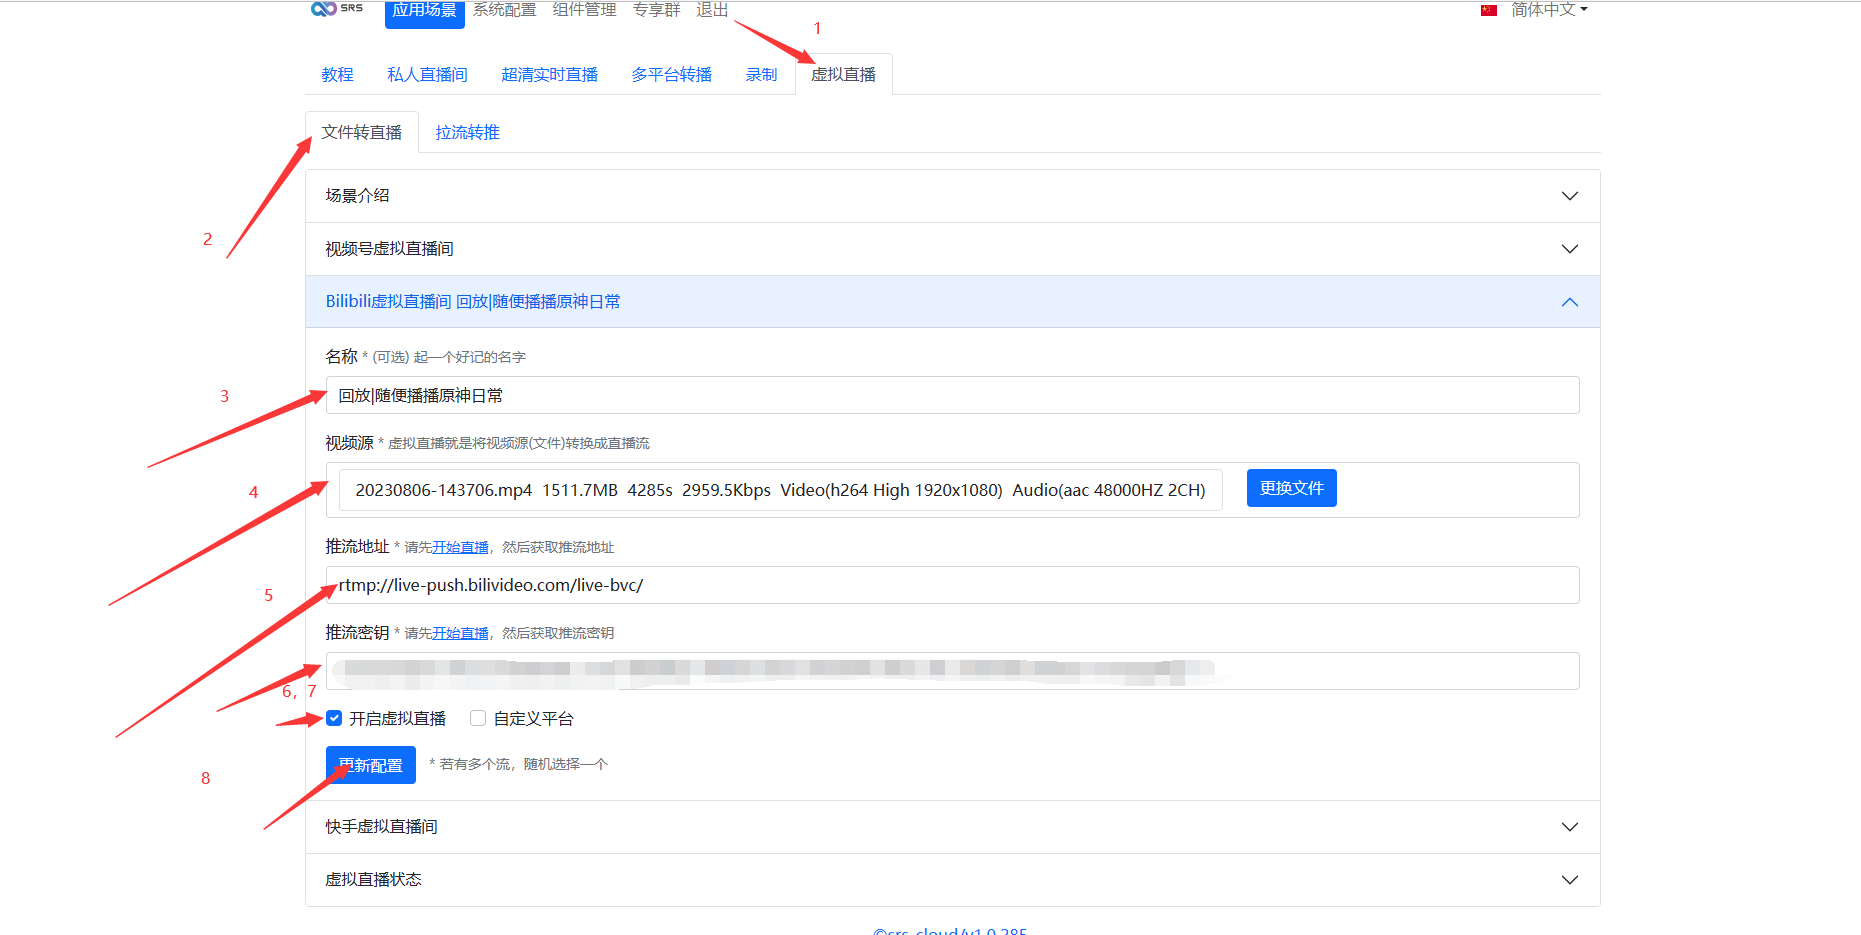 SRS 应用场景 系统配置 组件管理 专享群 退出 简体中文
1
教程 私人直播间 超清实时直播 多平台转播 录制 虚拟直播
文件转直播 拉流转推
场景介绍
2
视频号虚拟直播间
Bilibili虚拟直播间 回放|随便播播原神日常
名称 * (可选) 起一个好记的名字
3
回放|随便播播原神日常
视频源 * 虚拟直播就是将视频源(文件)转换成直播流
4
20230806-143706.mp4 1511.7MB 4285s 2959.5Kbps Video(h264 High 1920x1080) Audio(aac 48000HZ 2CH) 更换文件
推流地址 * 请先开始直播，然后获取推流地址
5
rtmp://live-push.bilivideo.com/live-bvc/
推流密钥 * 请先开始直播，然后获取推流密钥
6，7
开启虚拟直播 自定义平台
更新配置 * 若有多个流，随机选择一个
8
快手虚拟直播间
虚拟直播状态
©srs-cloud/v1.0.285